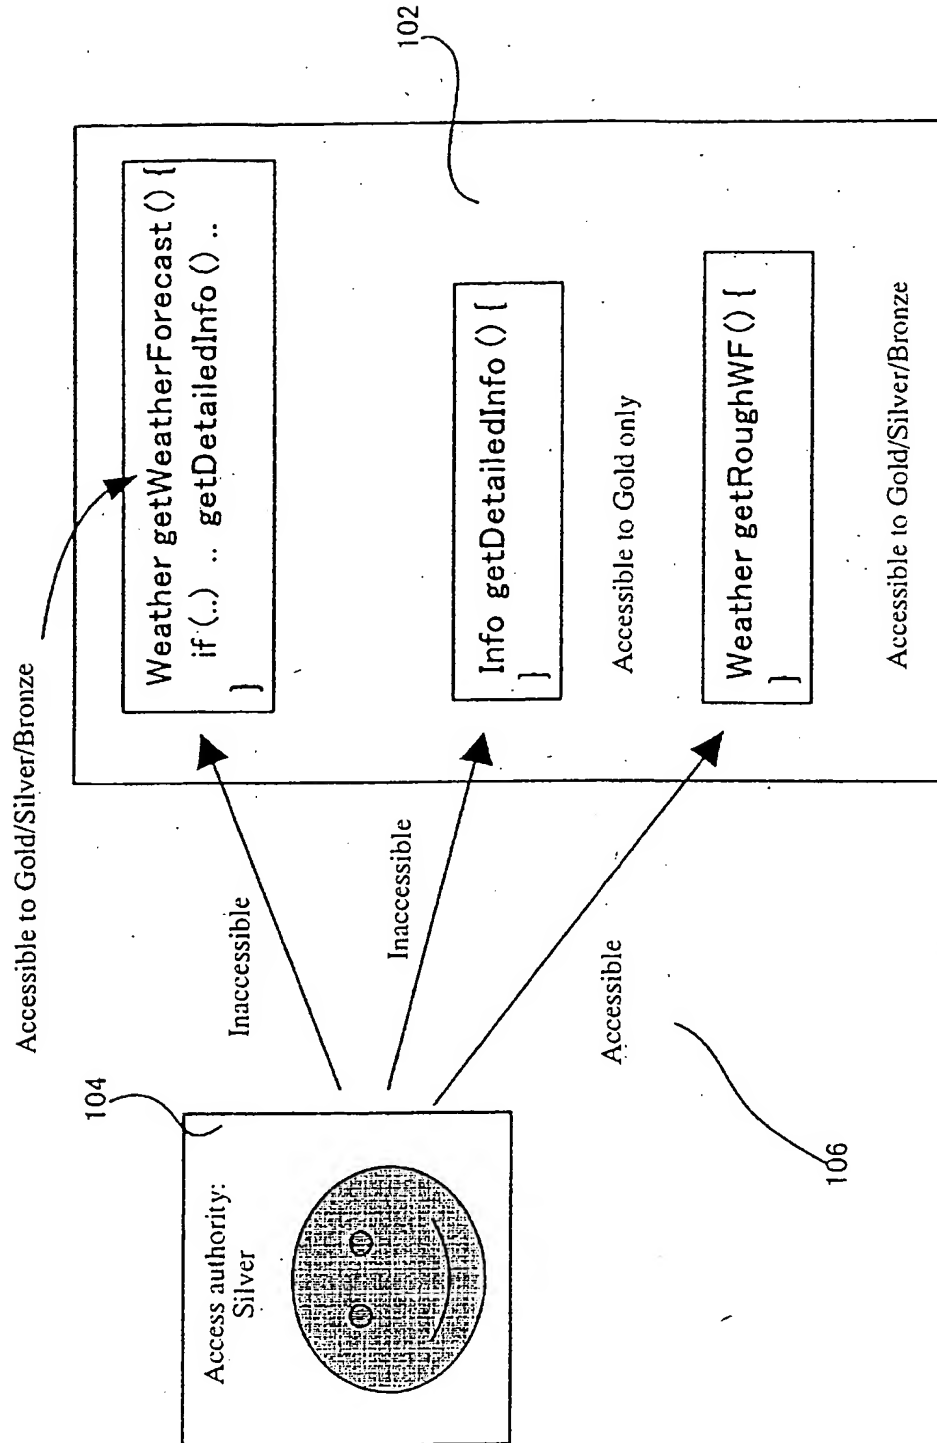 Accessible to Gold/Silver/Bronze
104
Access authority:
Silver
Inaccessible
Inaccessible
Accessible
106
102
Weather getWeatherForecast () {
if (..) .. getDetailedInfo () ..
}
Info getDetailedInfo () {
}
Accessible to Gold only
Weather getRoughWF () {
}
Accessible to Gold/Silver/Bronze